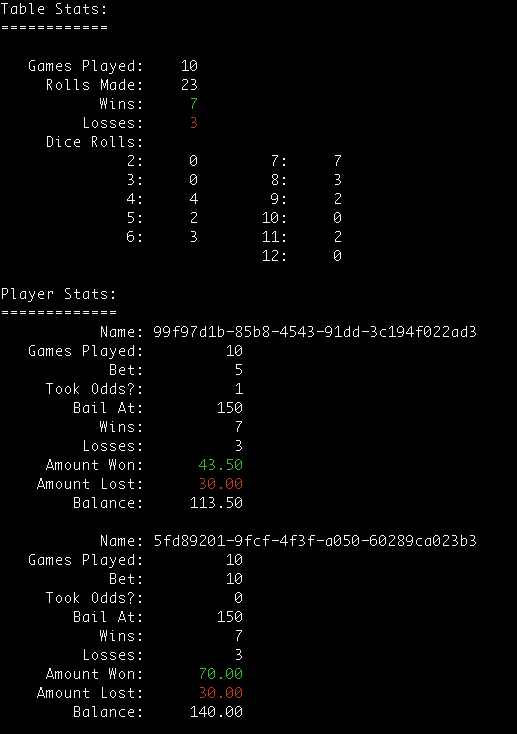 Table Stats:
============
Games Played: 10
Rolls Made: 23
Wins: 7
Losses: 3
Dice Rolls:
2: 0 7: 7
3: 0 8: 3
4: 4 9: 2
5: 2 10: 0
6: 3 11: 2
12: 0
Player Stats:
=============
Name: 99f97d1b-85b8-4543-91dd-3c194f022ad3
Games Played: 10
Bet: 5
Took Odds?: 1
Bail At: 150
Wins: 7
Losses: 3
Amount Won: 43.50
Amount Lost: 30.00
Balance: 113.50
Name: 5fd89201-9fcf-4f3f-a050-60289ca023b3
Games Played: 10
Bet: 10
Took Odds?: 0
Bail At: 150
Wins: 7
Losses: 3
Amount Won: 70.00
Amount Lost: 30.00
Balance: 140.00